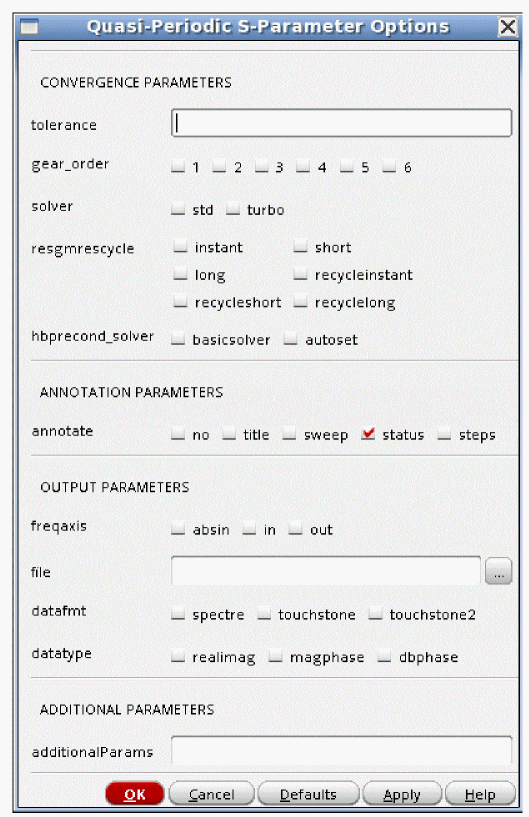 Quasi-Periodic S-Parameter Options
CONVERGENCE PARAMETERS
tolerance
gear_order 1 2 3 4 5 6
solver std turbo
resgmrescycle instant short
long recycleinstant
recycleshort recyclelong
hbprecond_solver basicsolver autoset
ANNOTATION PARAMETERS
annotate no title sweep status steps
OUTPUT PARAMETERS
freqaxis absin in out
file ...
datafmt spectre touchstone touchstone2
datatype realimag magphase dbphase
ADDITIONAL PARAMETERS
additionalParams
OK Cancel Defaults Apply Help